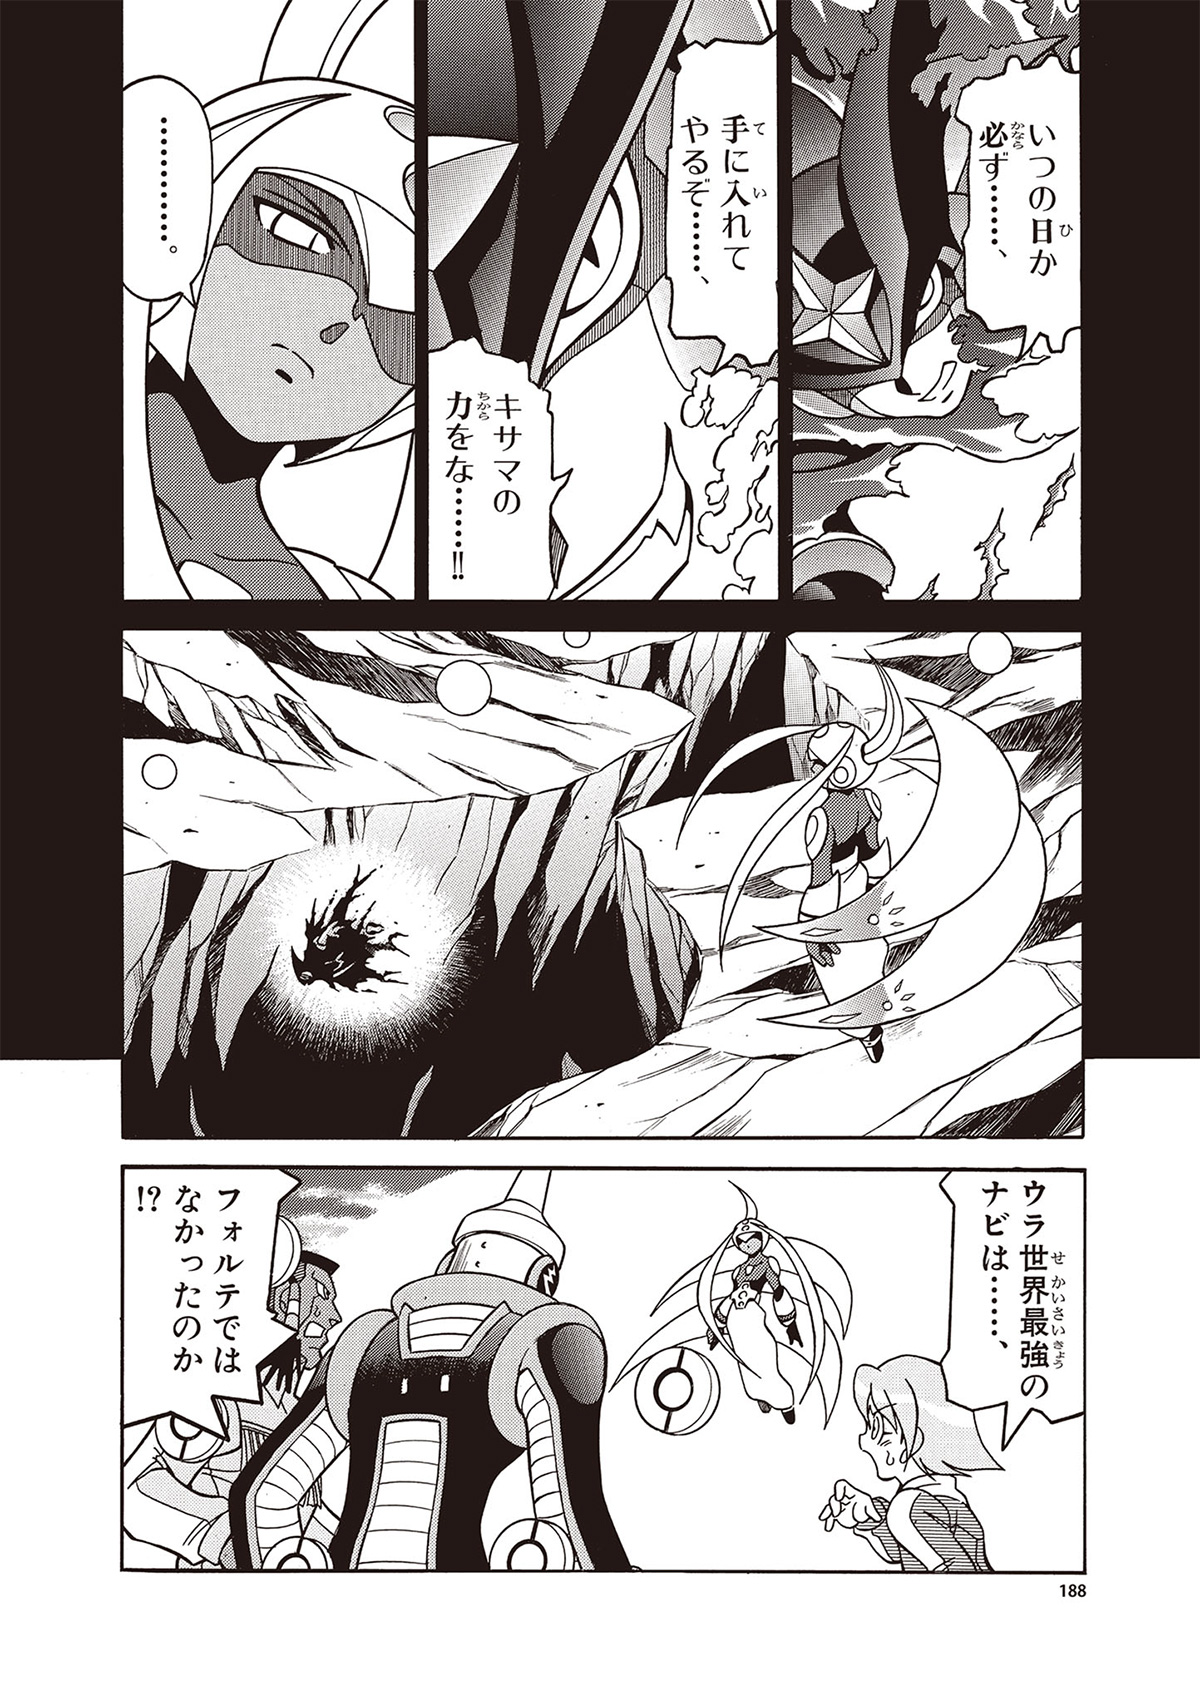 いつの日か
必ず……、
手に入れて
やるぞ……、
キサマの
力をな……!!
………。
ウラ世界最強の
ナビは……、
フォルテでは
なかったのか
!?
188